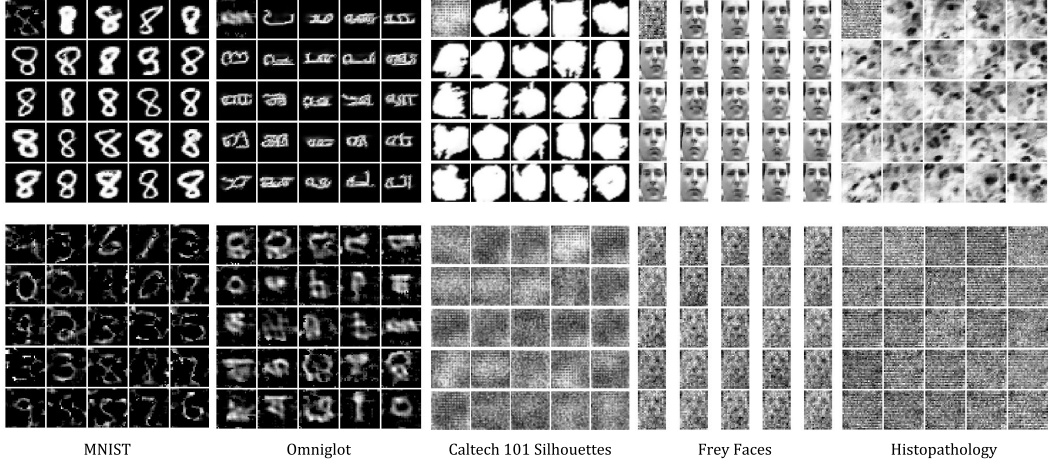 MNIST
Omniglot
Caltech 101 Silhouettes
Frey Faces
Histopathology